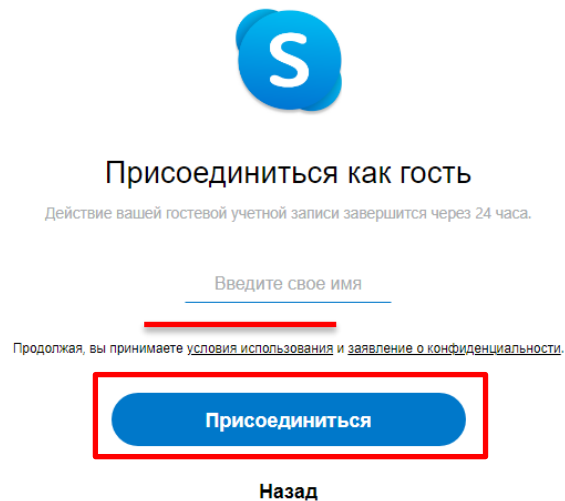 S
Присоединиться как гость
Действие вашей гостевой учетной записи завершится через 24 часа.
Введите свое имя
Продолжая, вы принимаете условия использования и заявление о конфиденциальности.
Присоединиться
Назад